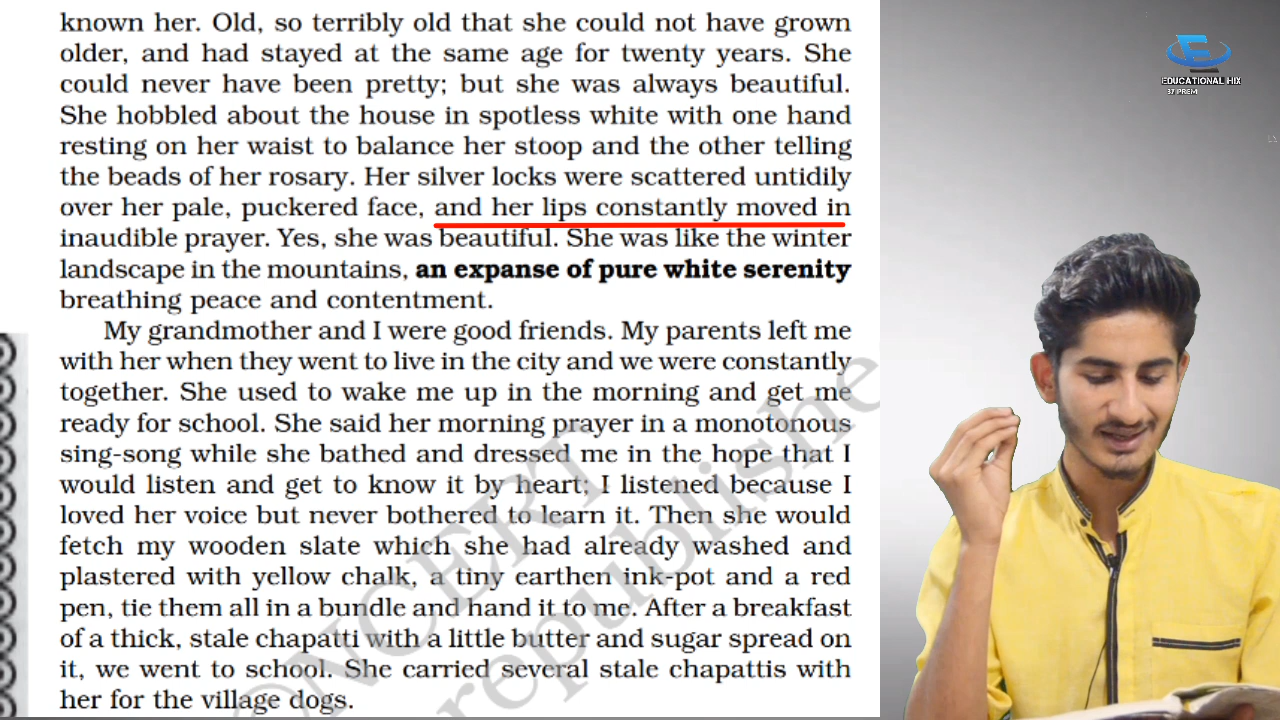 known her. Old, so terribly old that she could not have grown
older, and had stayed at the same age for twenty years. She
could never have been pretty; but she was always beautiful.
She hobbled about the house in spotless white with one hand
resting on her waist to balance her stoop and the other telling
the beads of her rosary. Her silver locks were scattered untidily
over her pale, puckered face, and her lips constantly moved in
inaudible prayer. Yes, she was beautiful. She was like the winter
landscape in the mountains, an expanse of pure white serenity
breathing peace and contentment.
My grandmother and I were good friends. My parents left me
with her when they went to live in the city and we were constantly
together. She used to wake me up in the morning and get me
ready for school. She said her morning prayer in a monotonous
sing-song while she bathed and dressed me in the hope that I
would listen and get to know it by heart; I listened because I
loved her voice but never bothered to learn it. Then she would
fetch my wooden slate which she had already washed and
plastered with yellow chalk, a tiny earthen ink-pot and a red
pen, tie them all in a bundle and hand it to me. After a breakfast
of a thick, stale chapatti with a little butter and sugar spread on
it, we went to school. She carried several stale chapattis with
her for the village dogs.
NCERT
republishe
EDUCATIONAL HIX
BY PREM